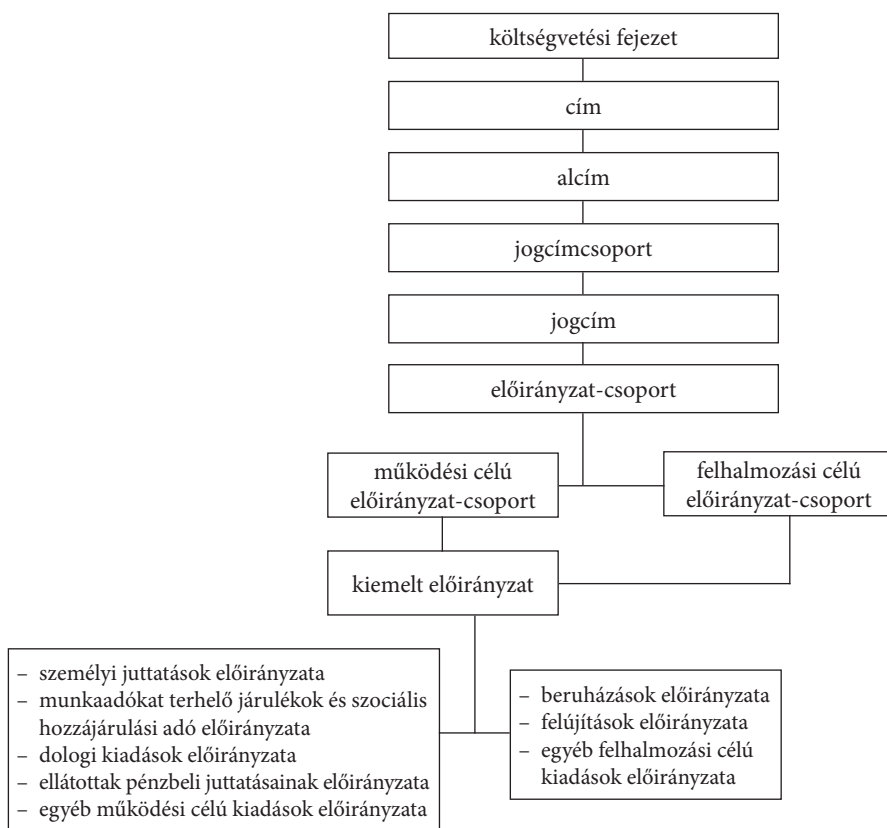 költségvetési fejezet
cím
alcím
jogcímcsoport
jogcím
előirányzat-csoport
működési célú
előirányzat-csoport
felhalmozási célú
előirányzat-csoport
kiemelt előirányzat
– személyi juttatások előirányzata
– munkaadókat terhelő járulékok és szociális
hozzájárulási adó előirányzata
– dologi kiadások előirányzata
– ellátottak pénzbeli juttatásainak előirányzata
– egyéb működési célú kiadások előirányzata
– beruházások előirányzata
– felújítások előirányzata
– egyéb felhalmozási célú
kiadások előirányzata